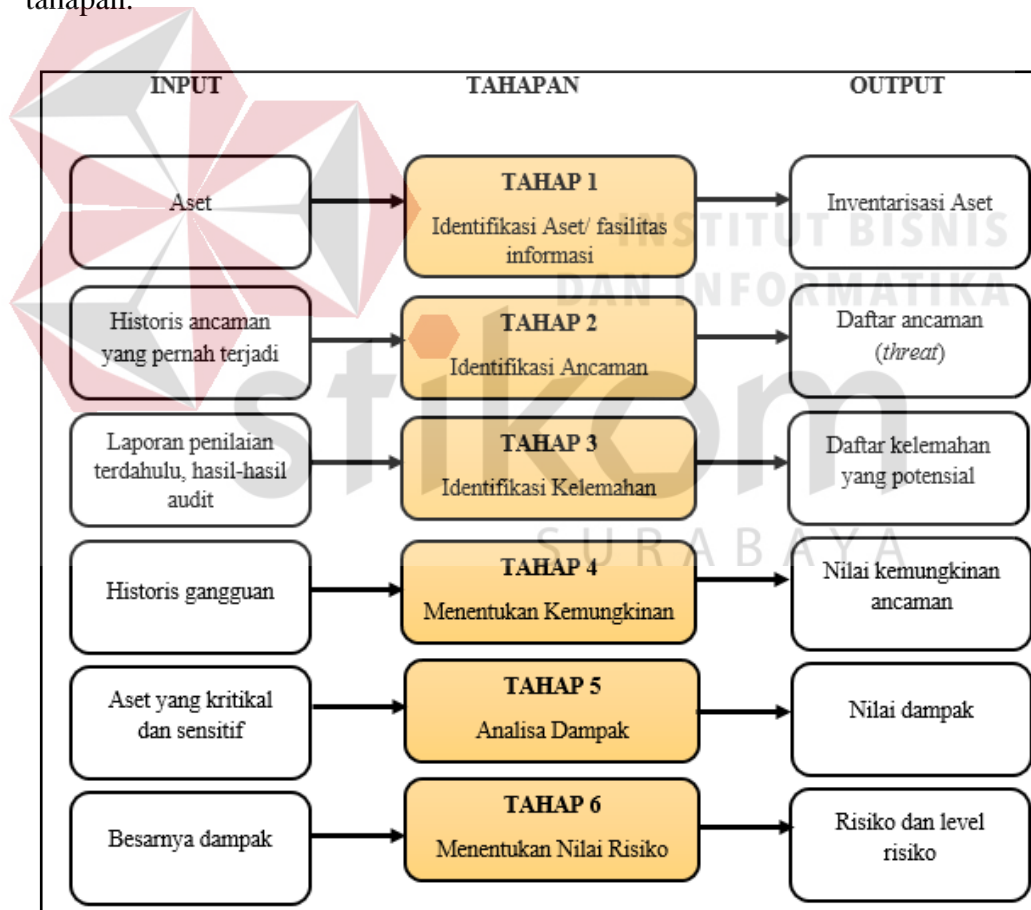 tahapan.
INPUT
TAHAPAN
OUTPUT
Aset
TAHAP 1
Identifikasi Aset/ fasilitas
informasi
Inventarisasi Aset
INSTITUT BISNIS
DAN INFORMATIKA
Historis ancaman
yang pernah terjadi
TAHAP 2
Identifikasi Ancaman
Daftar ancaman
(threat)
stikom
Laporan penilaian
terdahulu, hasil-hasil
audit
TAHAP 3
Identifikasi Kelemahan
Daftar kelemahan
yang potensial
SURABAYA
Historis gangguan
TAHAP 4
Menentukan Kemungkinan
Nilai kemungkinan
ancaman
Aset yang kritikal
dan sensitif
TAHAP 5
Analisa Dampak
Nilai dampak
Besarnya dampak
TAHAP 6
Menentukan Nilai Risiko
Risiko dan level
risiko